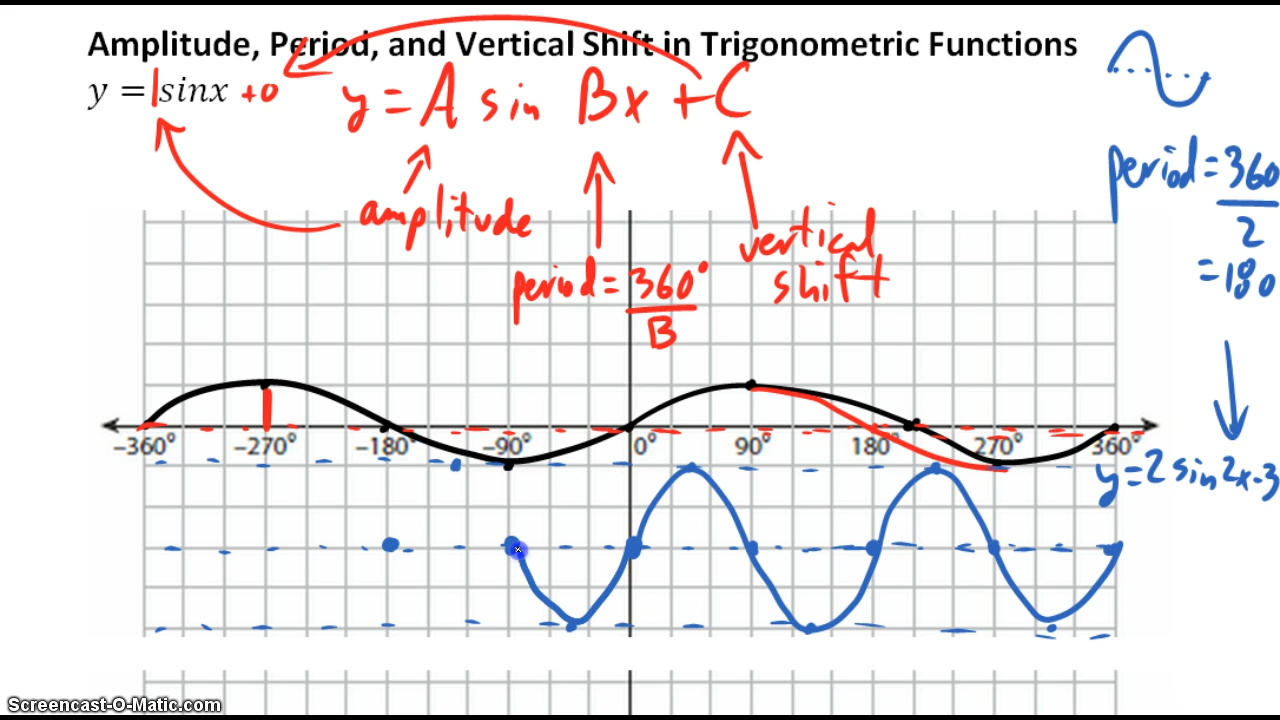 Amplitude, Period, and Vertical Shift in Trigonometric Functions
y = 1sinx +0
y = A sin Bx + C
period = 360/2
= 180
amplitude
vertical shift
period = 360°/B
-360° -270° -180° -90° 0° 90° 180° 270° 360°
y = 2 sin 2x - 3
Screencast-O-Matic.com